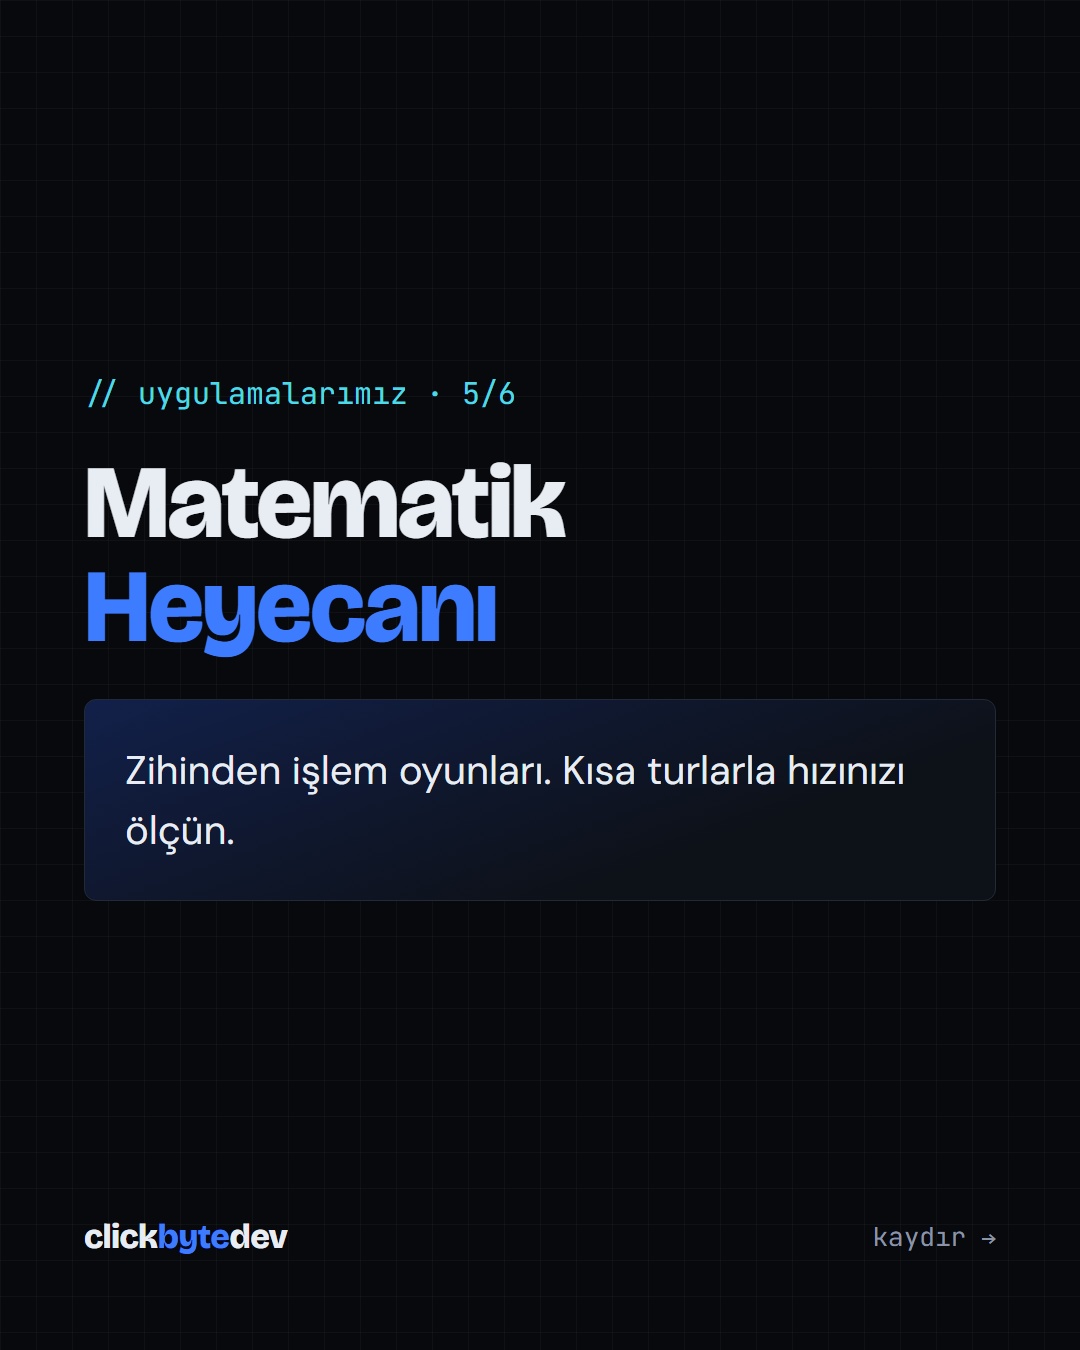 // uygulamalarımız · 5/6
Matematik
Heyecanı
Zihinden işlem oyunları. Kısa turlarla hızınızı
ölçün.
clickbytedev
kaydır →